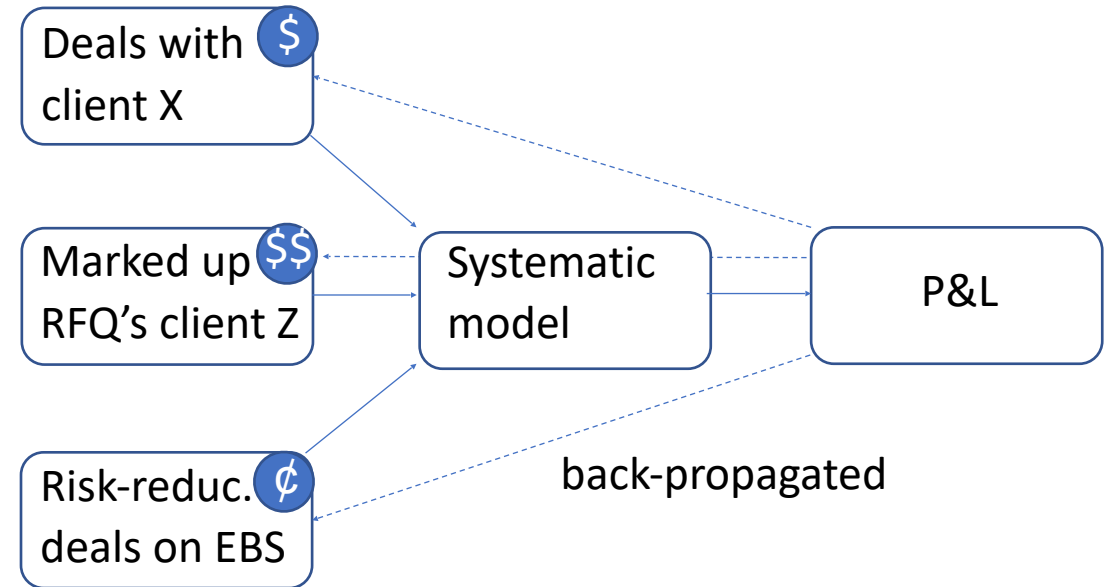 Deals with $
client X
Marked up $$
RFQ’s client Z
Systematic
model
P&L
Risk-reduc. ¢
deals on EBS
back-propagated